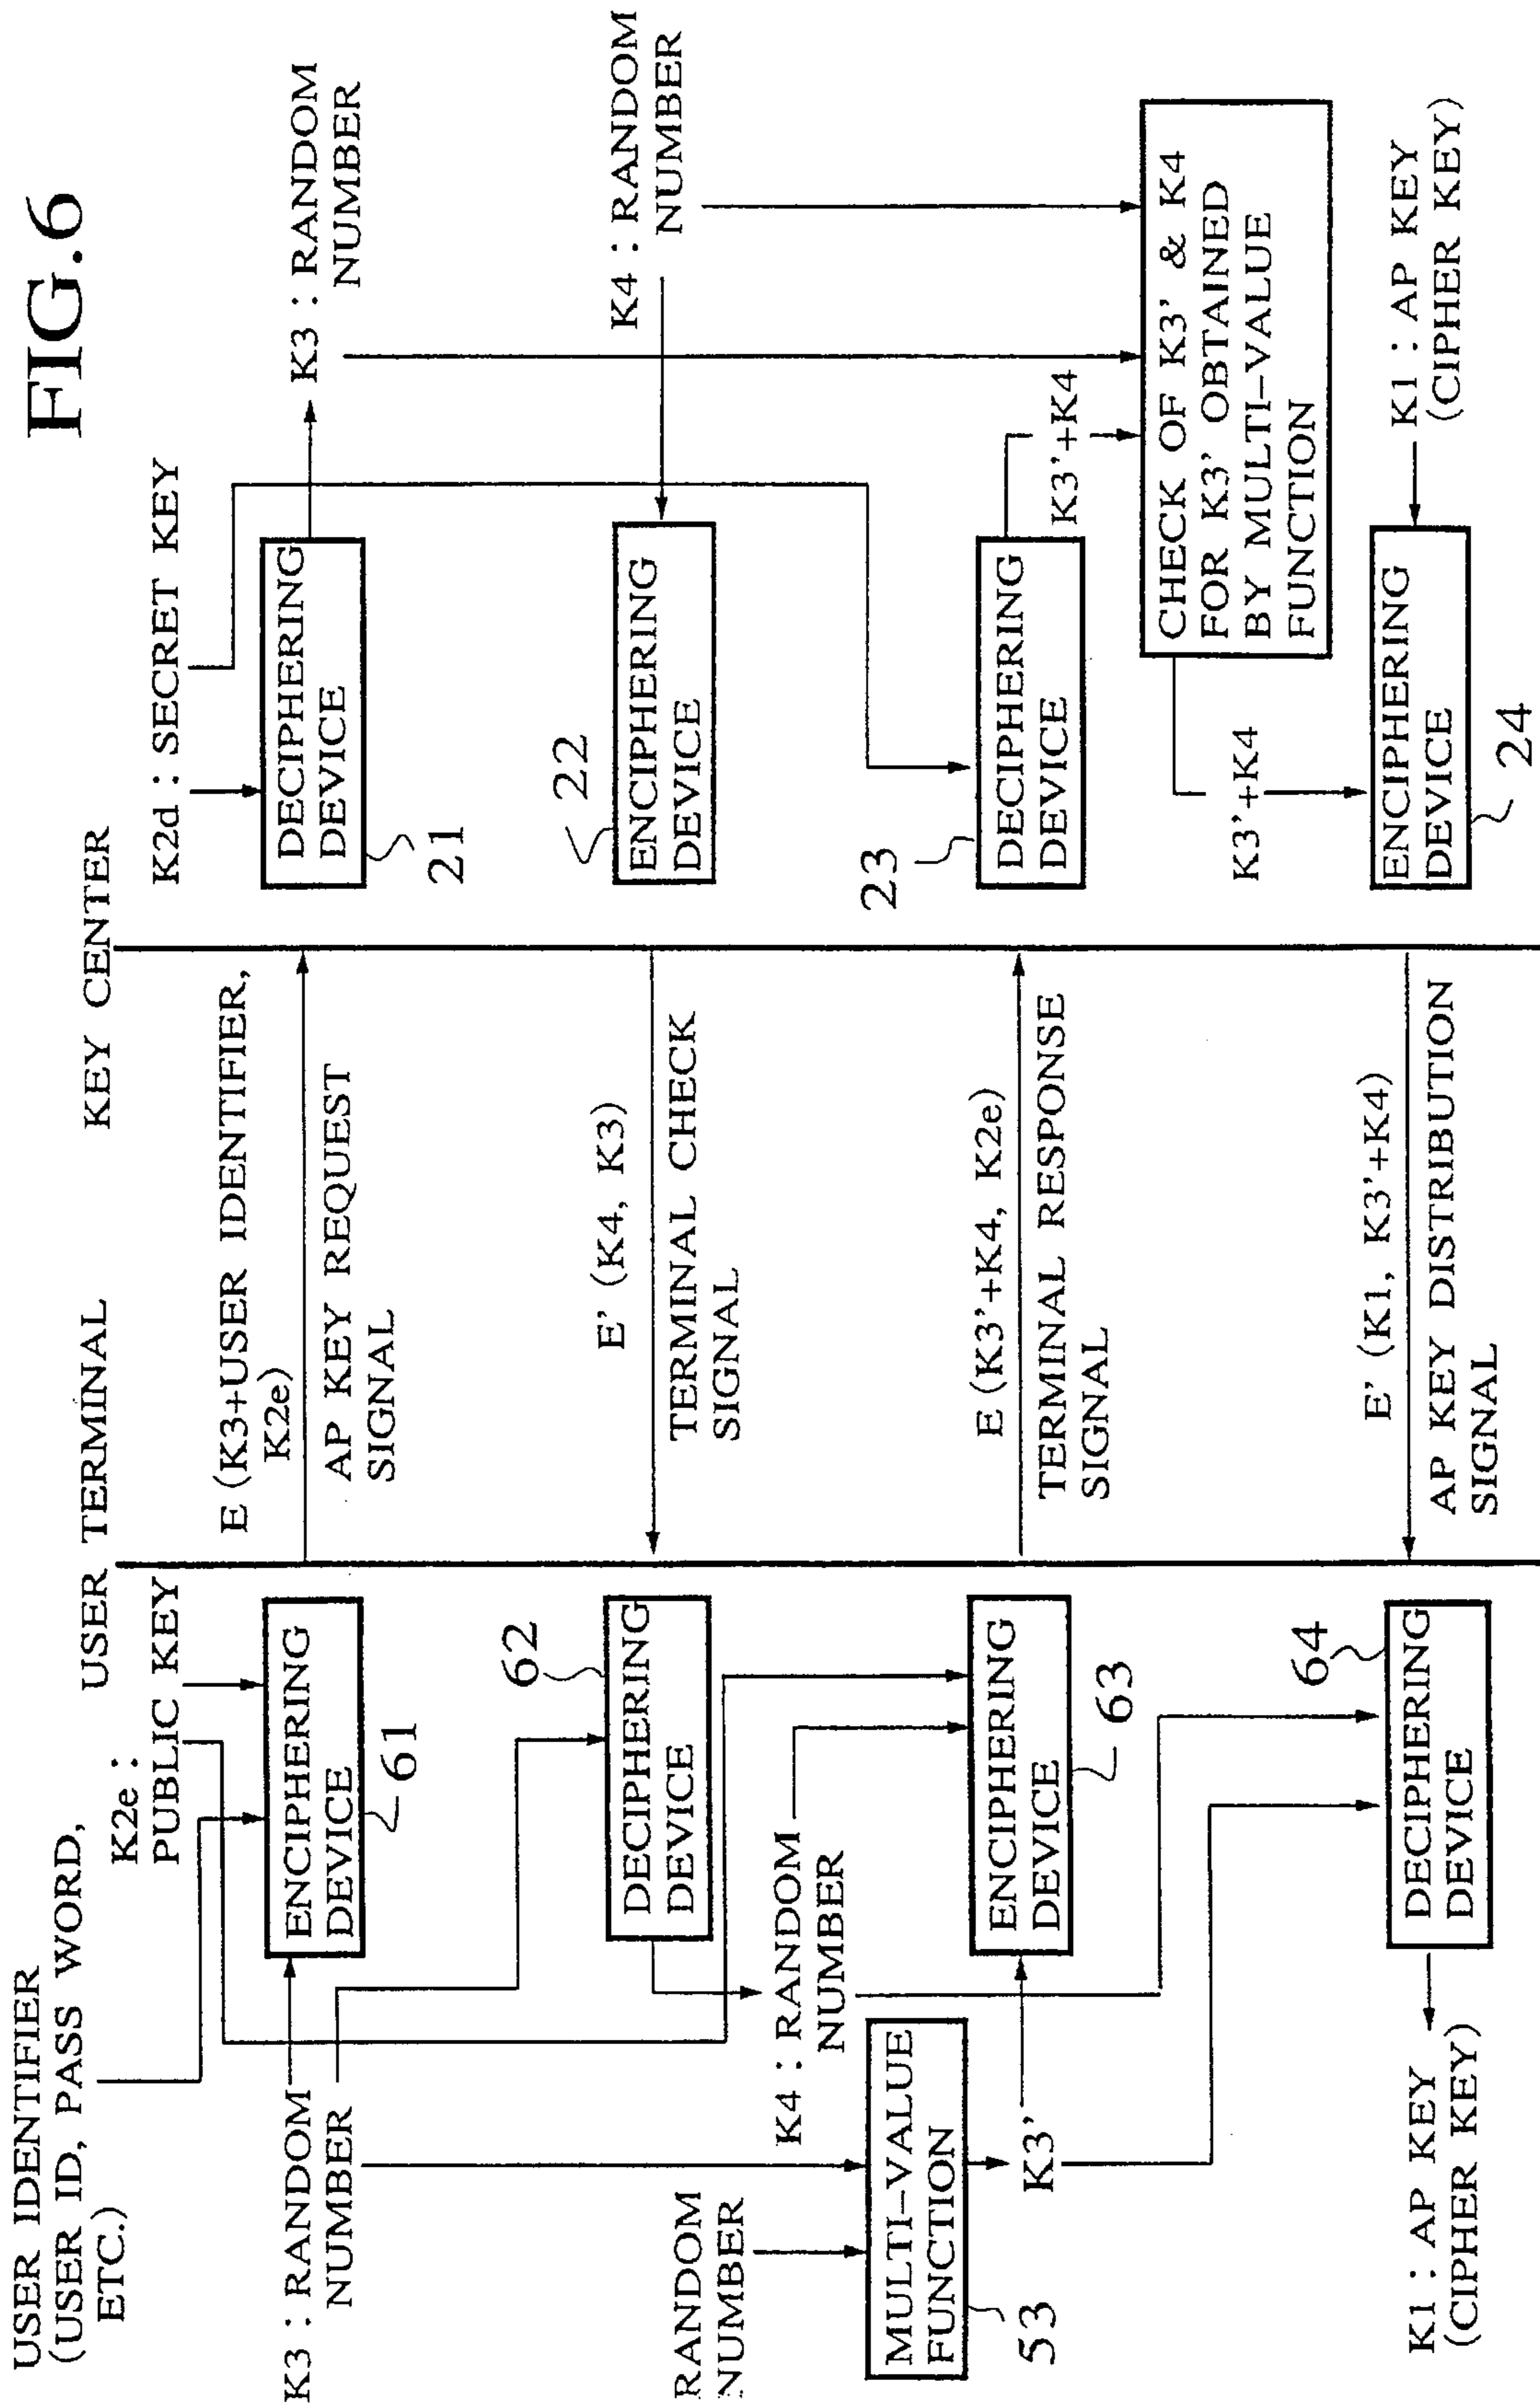 FIG.6
USER IDENTIFIER
(USER ID, PASS WORD,
ETC.)
K2e :
PUBLIC KEY
USER TERMINAL
KEY CENTER
K2d : SECRET KEY
K3 : RANDOM
NUMBER
ENCIPHERING
DEVICE
61
E (K3+USER IDENTIFIER,
K2e)
AP KEY REQUEST
SIGNAL
DECIPHERING
DEVICE
21
K3 : RANDOM
NUMBER
62
DECIPHERING
DEVICE
E' (K4, K3)
TERMINAL CHECK
SIGNAL
22
ENCIPHERING
DEVICE
K4 : RANDOM
NUMBER
RANDOM
NUMBER
K4 : RANDOM
NUMBER
MULTI-VALUE
FUNCTION
53
K3'
ENCIPHERING
DEVICE
63
E (K3'+K4, K2e)
TERMINAL RESPONSE
SIGNAL
23
DECIPHERING
DEVICE
K3'+K4
CHECK OF K3' & K4
FOR K3' OBTAINED
BY MULTI-VALUE
FUNCTION
K3'+K4
64
DECIPHERING
DEVICE
K1 : AP KEY
(CIPHER KEY)
E' (K1, K3'+K4)
AP KEY DISTRIBUTION
SIGNAL
ENCIPHERING
DEVICE
24
K1 : AP KEY
(CIPHER KEY)